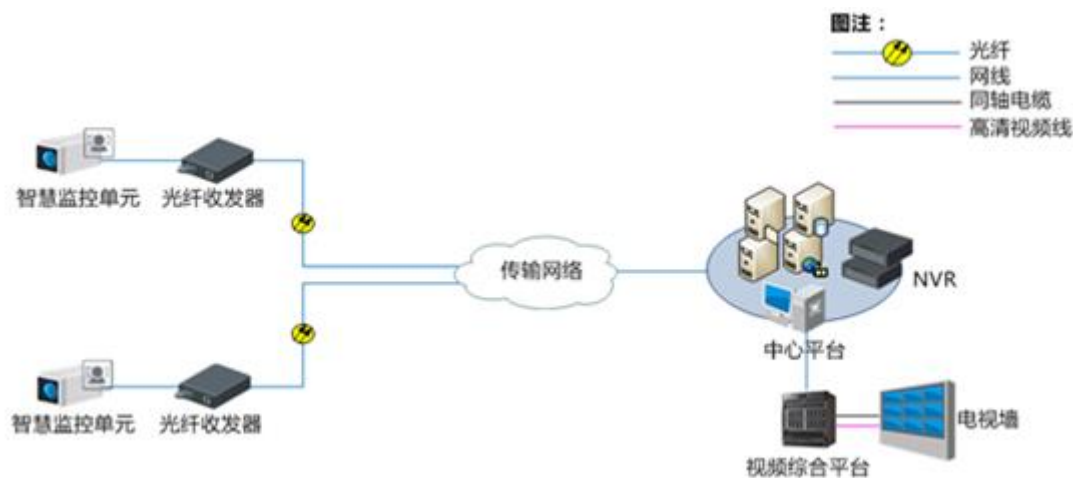 图注：
光纤
网线
同轴电缆
高清视频线
智慧监控单元
光纤收发器
传输网络
NVR
中心平台
智慧监控单元
光纤收发器
电视墙
视频综合平台